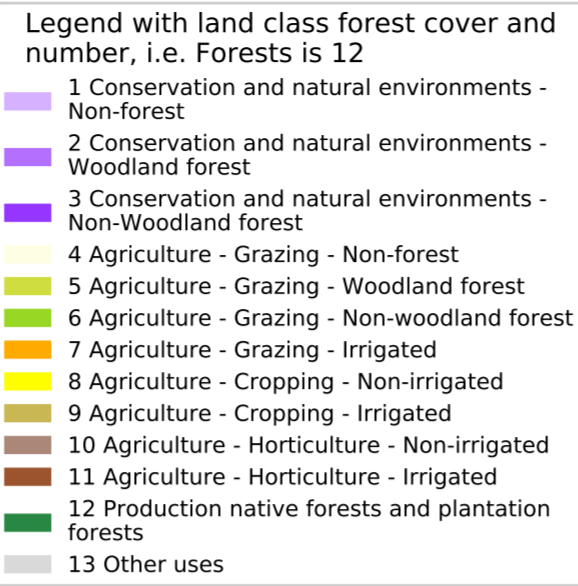 Legend with land class forest cover and
number, i.e. Forests is 12
1 Conservation and natural environments -
Non-forest
2 Conservation and natural environments -
Woodland forest
3 Conservation and natural environments -
Non-Woodland forest
4 Agriculture - Grazing - Non-forest
5 Agriculture - Grazing - Woodland forest
6 Agriculture - Grazing - Non-woodland forest
7 Agriculture - Grazing - Irrigated
8 Agriculture - Cropping - Non-irrigated
9 Agriculture - Cropping - Irrigated
10 Agriculture - Horticulture - Non-irrigated
11 Agriculture - Horticulture - Irrigated
12 Production native forests and plantation
forests
13 Other uses